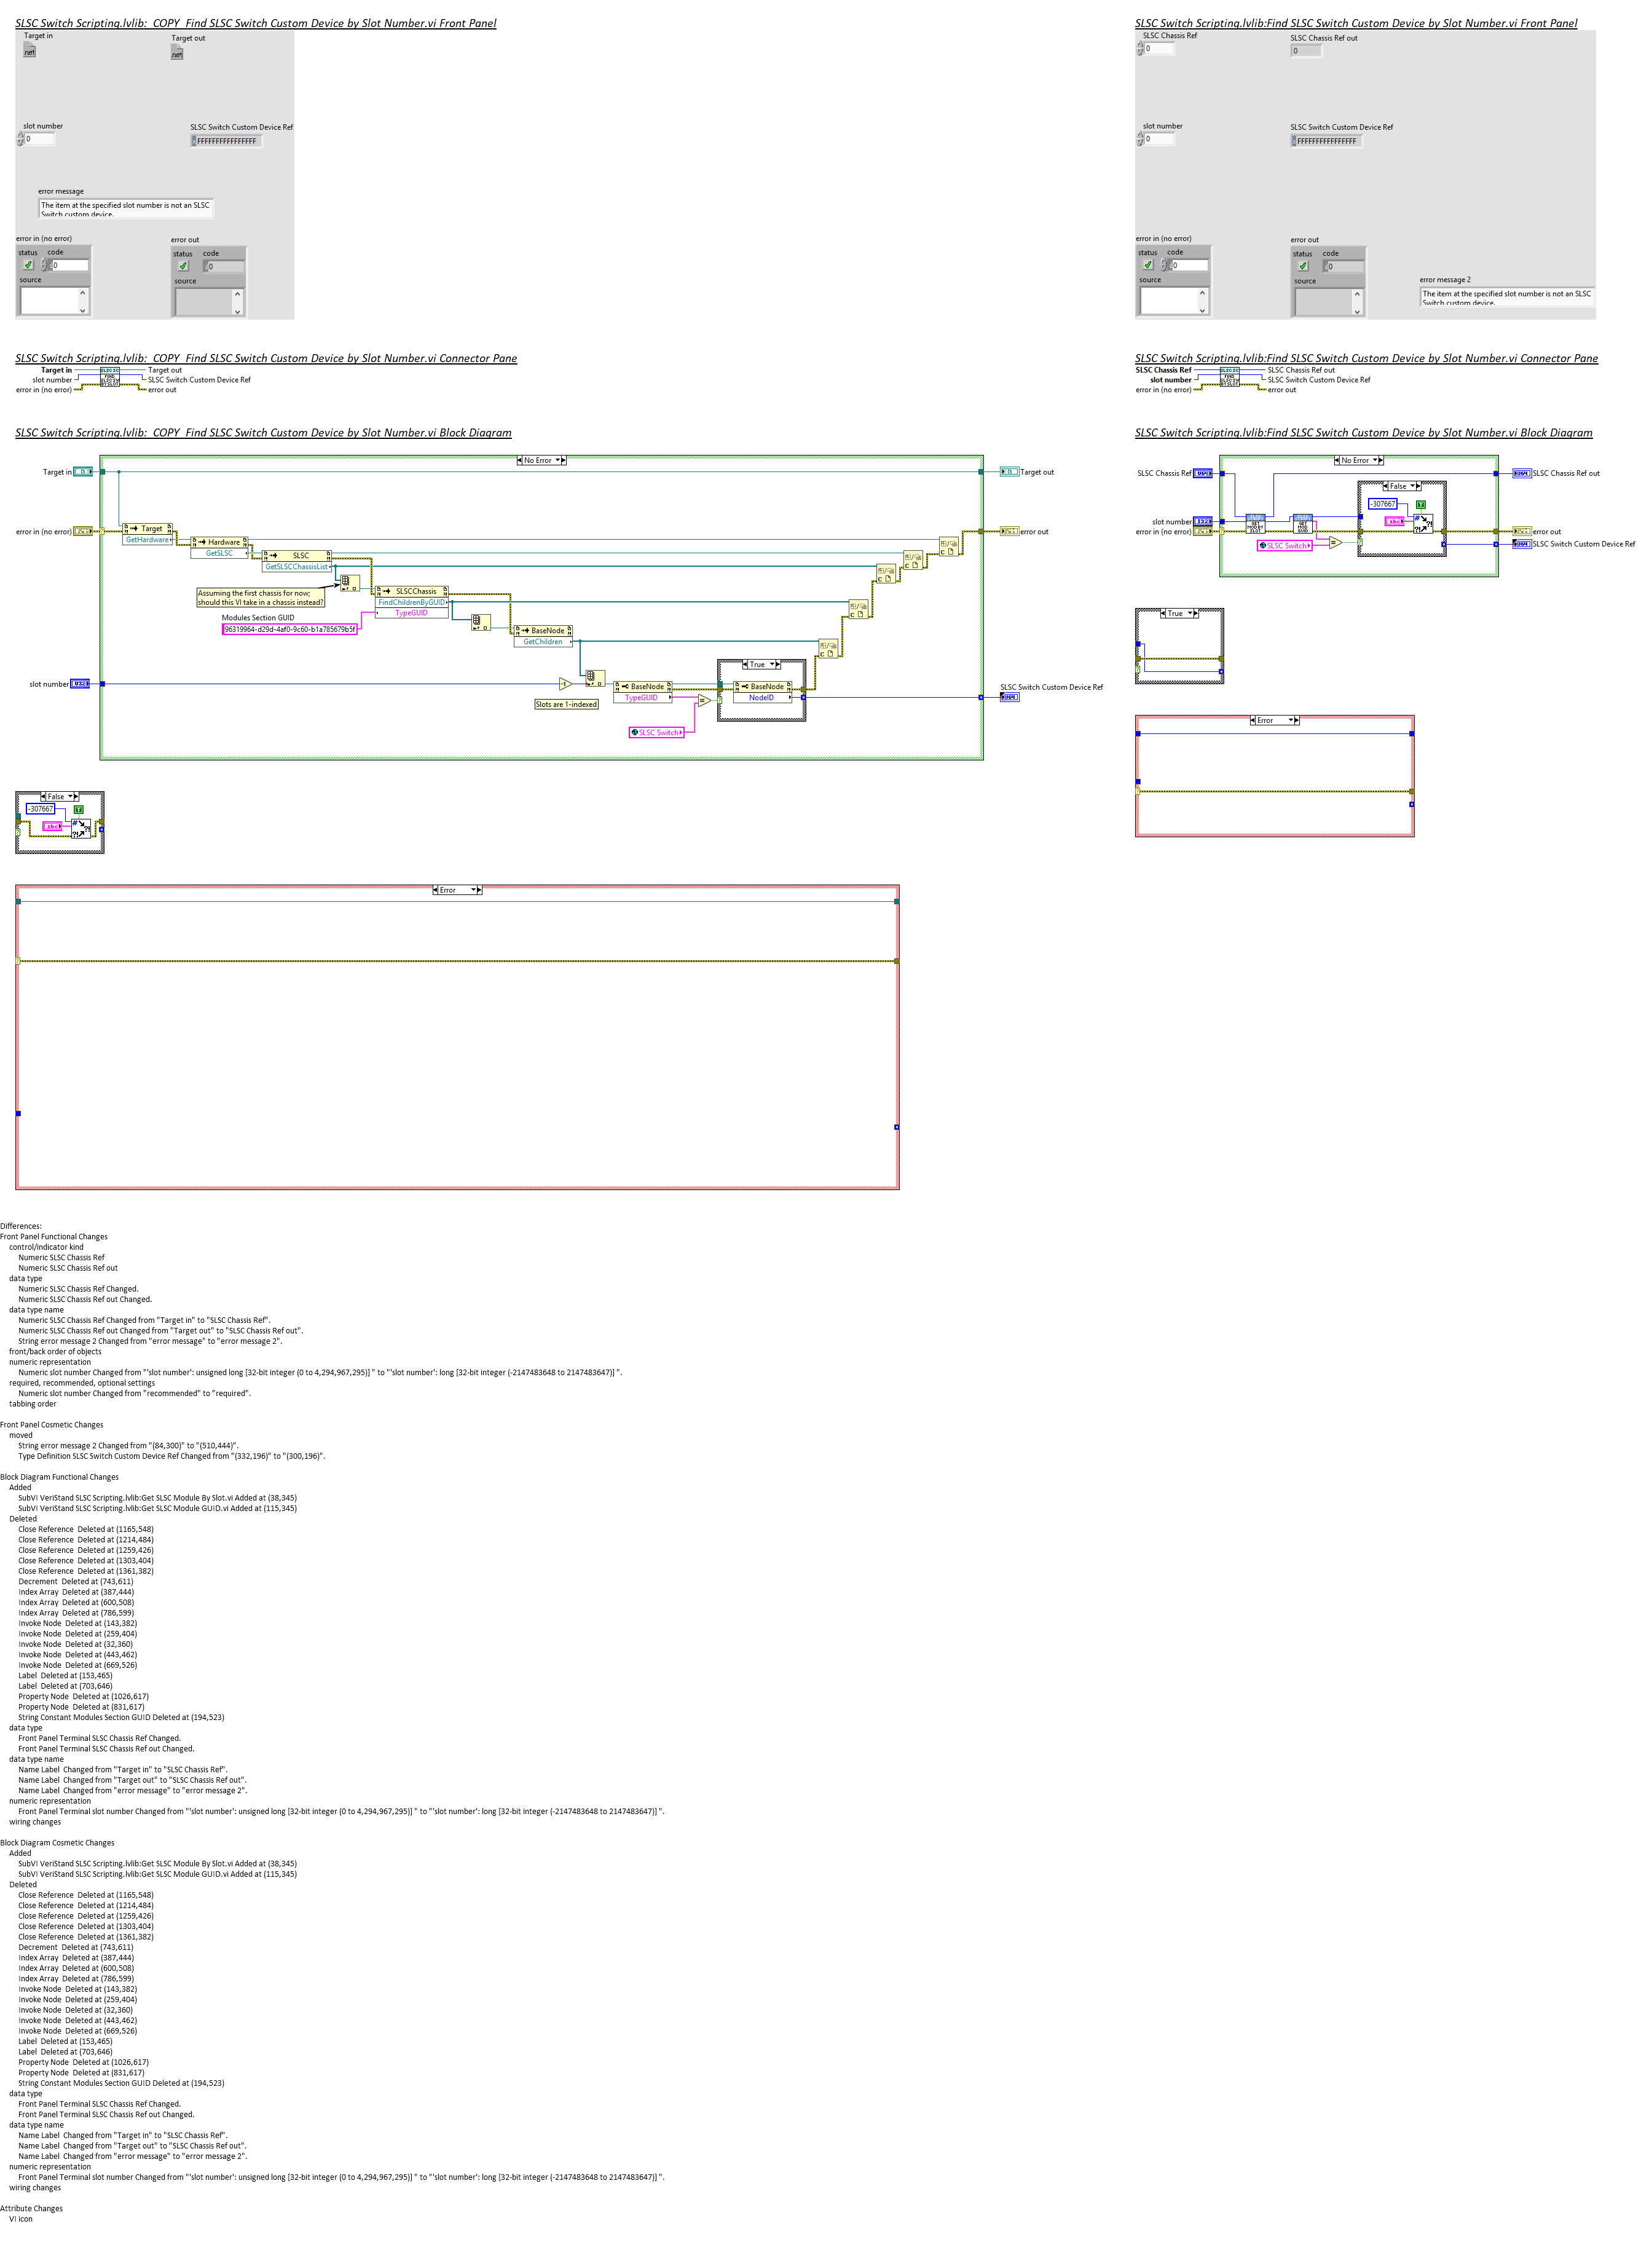 SLSC Switch Scripting.lvlib:_COPY_Find SLSC Switch Custom Device by Slot Number.vi Front Panel
Target in
Target out
.net
.net
slot number
0
SLSC Switch Custom Device Ref
FFFFFFFFFFFFFFFF
error message
The item at the specified slot number is not an SLSC
Switch custom device.
error in (no error)
error out
status code
0
status code
0
source
source
SLSC Switch Scripting.lvlib:Find SLSC Switch Custom Device by Slot Number.vi Front Panel
SLSC Chassis Ref
0
SLSC Chassis Ref out
0
slot number
0
SLSC Switch Custom Device Ref
FFFFFFFFFFFFFFFF
error in (no error)
error out
status code
0
status code
0
source
source
error message 2
The item at the specified slot number is not an SLSC
Switch custom device.
SLSC Switch Scripting.lvlib:_COPY_Find SLSC Switch Custom Device by Slot Number.vi Connector Pane
Target in
Target out
slot number
SLSC Switch Custom Device Ref
error in (no error)
error out
SLSC Switch Scripting.lvlib:Find SLSC Switch Custom Device by Slot Number.vi Connector Pane
SLSC Chassis Ref
SLSC Chassis Ref out
slot number
SLSC Switch Custom Device Ref
error in (no error)
error out
SLSC Switch Scripting.lvlib:_COPY_Find SLSC Switch Custom Device by Slot Number.vi Block Diagram
No Error
Target in
Target out
error in (no error)
Target
GetHardware
Hardware
GetSLSC
SLSC
GetSLSCChassisList
error out
Assuming the first chassis for now;
should this VI take in a chassis instead?
SLSCChassis
FindChildrenByGUID
TypeGUID
Modules Section GUID
96319964-d29d-4af0-9c60-b1a785679b5f
BaseNode
GetChildren
True
slot number
U32
-1
BaseNode
TypeGUID
BaseNode
NodeID
SLSC Switch Custom Device Ref
Slots are 1-indexed
SLSC Switch
False
-307667
abc
Error
SLSC Switch Scripting.lvlib:Find SLSC Switch Custom Device by Slot Number.vi Block Diagram
No Error
SLSC Chassis Ref
SLSC Chassis Ref out
False
-307667
abc
slot number
I32
error in (no error)
GET
MOD BY
SLOT
GET
MOD
GUID
SLSC Switch
error out
SLSC Switch Custom Device Ref
True
Error
Differences:
Front Panel Functional Changes
control/indicator kind
Numeric SLSC Chassis Ref
Numeric SLSC Chassis Ref out
data type
Numeric SLSC Chassis Ref Changed.
Numeric SLSC Chassis Ref out Changed.
data type name
Numeric SLSC Chassis Ref Changed from "Target in" to "SLSC Chassis Ref".
Numeric SLSC Chassis Ref out Changed from "Target out" to "SLSC Chassis Ref out".
String error message 2 Changed from "error message" to "error message 2".
front/back order of objects
numeric representation
Numeric slot number Changed from "'slot number': unsigned long [32-bit integer (0 to 4,294,967,295)] " to "'slot number': long [32-bit integer (-2147483648 to 2147483647)] ".
required, recommended, optional settings
Numeric slot number Changed from "recommended" to "required".
tabbing order
Front Panel Cosmetic Changes
moved
String error message 2 Changed from "(84,300)" to "(510,444)".
Type Definition SLSC Switch Custom Device Ref Changed from "(332,196)" to "(300,196)".
Block Diagram Functional Changes
Added
SubVI VeriStand SLSC Scripting.lvlib:Get SLSC Module By Slot.vi Added at (38,345)
SubVI VeriStand SLSC Scripting.lvlib:Get SLSC Module GUID.vi Added at (115,345)
Deleted
Close Reference Deleted at (1165,548)
Close Reference Deleted at (1214,484)
Close Reference Deleted at (1259,426)
Close Reference Deleted at (1303,404)
Close Reference Deleted at (1361,382)
Decrement Deleted at (743,611)
Index Array Deleted at (387,444)
Index Array Deleted at (600,508)
Index Array Deleted at (786,599)
Invoke Node Deleted at (143,382)
Invoke Node Deleted at (259,404)
Invoke Node Deleted at (32,360)
Invoke Node Deleted at (443,462)
Invoke Node Deleted at (669,526)
Label Deleted at (153,465)
Label Deleted at (703,646)
Property Node Deleted at (1026,617)
Property Node Deleted at (831,617)
String Constant Modules Section GUID Deleted at (194,523)
data type
Front Panel Terminal SLSC Chassis Ref Changed.
Front Panel Terminal SLSC Chassis Ref out Changed.
data type name
Name Label Changed from "Target in" to "SLSC Chassis Ref".
Name Label Changed from "Target out" to "SLSC Chassis Ref out".
Name Label Changed from "error message" to "error message 2".
numeric representation
Front Panel Terminal slot number Changed from "'slot number': unsigned long [32-bit integer (0 to 4,294,967,295)] " to "'slot number': long [32-bit integer (-2147483648 to 2147483647)] ".
wiring changes
Block Diagram Cosmetic Changes
Added
SubVI VeriStand SLSC Scripting.lvlib:Get SLSC Module By Slot.vi Added at (38,345)
SubVI VeriStand SLSC Scripting.lvlib:Get SLSC Module GUID.vi Added at (115,345)
Deleted
Close Reference Deleted at (1165,548)
Close Reference Deleted at (1214,484)
Close Reference Deleted at (1259,426)
Close Reference Deleted at (1303,404)
Close Reference Deleted at (1361,382)
Decrement Deleted at (743,611)
Index Array Deleted at (387,444)
Index Array Deleted at (600,508)
Index Array Deleted at (786,599)
Invoke Node Deleted at (143,382)
Invoke Node Deleted at (259,404)
Invoke Node Deleted at (32,360)
Invoke Node Deleted at (443,462)
Invoke Node Deleted at (669,526)
Label Deleted at (153,465)
Label Deleted at (703,646)
Property Node Deleted at (1026,617)
Property Node Deleted at (831,617)
String Constant Modules Section GUID Deleted at (194,523)
data type
Front Panel Terminal SLSC Chassis Ref Changed.
Front Panel Terminal SLSC Chassis Ref out Changed.
data type name
Name Label Changed from "Target in" to "SLSC Chassis Ref".
Name Label Changed from "Target out" to "SLSC Chassis Ref out".
Name Label Changed from "error message" to "error message 2".
numeric representation
Front Panel Terminal slot number Changed from "'slot number': unsigned long [32-bit integer (0 to 4,294,967,295)] " to "'slot number': long [32-bit integer (-2147483648 to 2147483647)] ".
wiring changes
Attribute Changes
VI icon